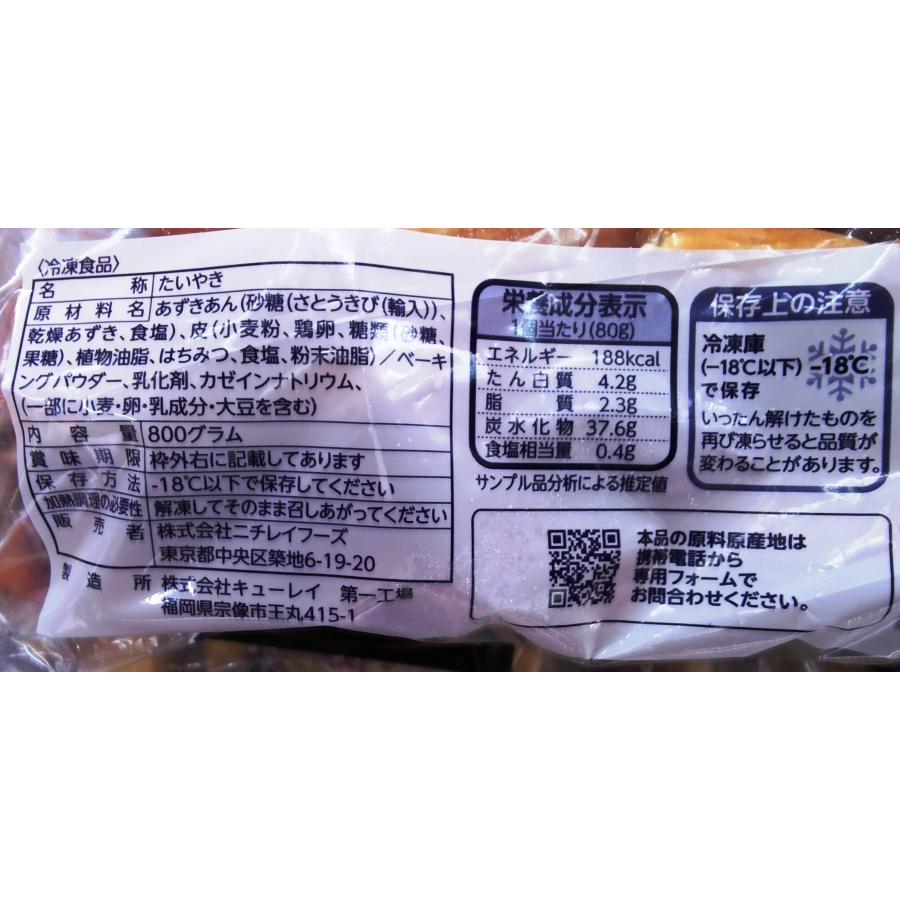 〈冷凍食品〉
名称 たいやき
原材料名 あずきあん(砂糖(さとうきび(輸入))、
乾燥あずき、食塩)、皮(小麦粉、鶏卵、糖類(砂糖、
果糖)、植物油脂、はちみつ、食塩、粉末油脂)／ベーキ
ングパウダー、乳化剤、カゼインナトリウム、
(一部に小麦・卵・乳成分・大豆を含む)
内容量 800グラム
賞味期限 枠外右に記載してあります
保存方法 -18℃以下で保存してください
加熱調理の必要性 解凍してそのまま召しあがってください
販売者 株式会社ニチレイフーズ
東京都中央区築地6-19-20
製造所 株式会社キューレイ 第一工場
福岡県宗像市王丸415-1
栄養成分表示
1個当たり(80g)
エネルギー 188kcal
たん白質 4.2g
脂質 2.3g
炭水化物 37.6g
食塩相当量 0.4g
サンプル品分析による推定値
保存上の注意
冷凍庫
(-18℃以下)
で保存
-18℃
いったん解けたものを
再び凍らせると品質が
変わることがあります。
本品の原料原産地は
携帯電話から
専用フォームで
お問合わせください。